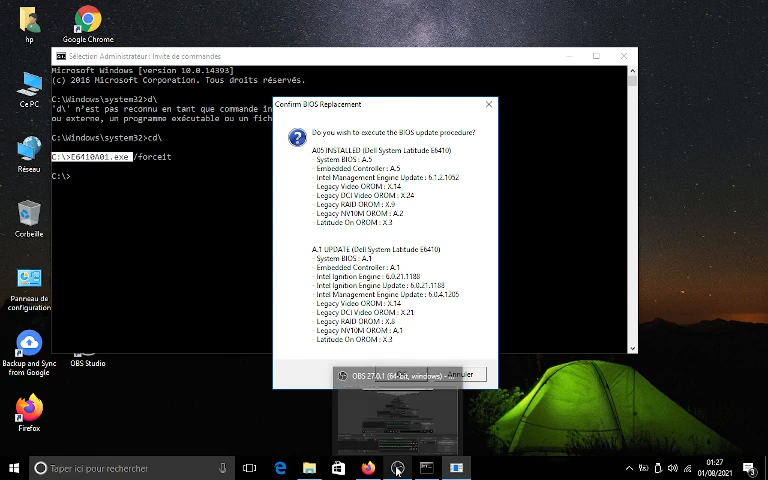 hp
Google Chrome
Ce PC
Réseau
Corbeille
Panneau de
configuration
Backup and Sync
from Google
OBS Studio
Firefox
Sélection Administrateur : Invite de commandes
Microsoft Windows [version 10.0.14393]
(c) 2016 Microsoft Corporation. Tous droits réservés.
C:\Windows\system32>d\
'd\' n'est pas reconnu en tant que commande in
ou externe, un programme exécutable ou un fich
C:\Windows\system32>cd\
C:\>E6410A01.exe /forceit
C:\>
Confirm BIOS Replacement
Do you wish to execute the BIOS update procedure?
A05 INSTALLED (Dell System Latitude E6410)
- System BIOS : A.5
- Embedded Controller : A.5
- Intel Management Engine Update : 6.1.2.1052
- Legacy Video OROM : X.14
- Legacy DCI Video OROM : X.24
- Legacy RAID OROM : X.9
- Legacy NV10M OROM : A.2
- Latitude On OROM : X.3
A.1 UPDATE (Dell System Latitude E6410)
- System BIOS : A.1
- Embedded Controller : A.1
- Intel Ignition Engine : 6.0.21.1188
- Intel Ignition Engine Update : 6.0.21.1188
- Intel Management Engine Update : 6.0.4.1205
- Legacy Video OROM : X.14
- Legacy DCI Video OROM : X.21
- Legacy RAID OROM : X.8
- Legacy NV10M OROM : A.1
- Latitude On OROM : X.3
Annuler
OBS 27.0.1 (64-bit, windows) -
Taper ici pour rechercher
01:27
01/08/2021
3